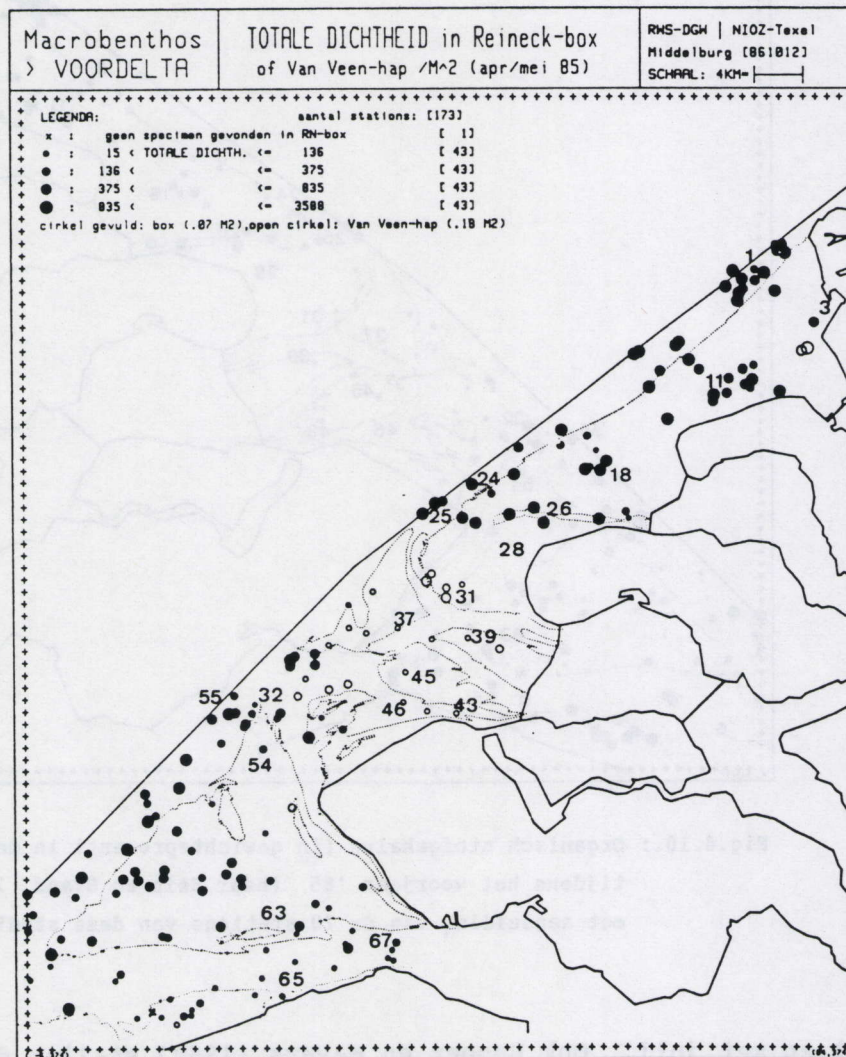 Macrobenthos
> VOORDELTA
TOTALE DICHTHEID in Reineck-box
of Van Veen-hap /M^2 (apr/mei 85)
RWS-DGW | NIOZ-Texel
Middelburg [861012]
SCHAAL: 4KM=
LEGENDA: aantal stations: [173]
x : geen specimen gevonden in RN-box [ 1]
• : 15 < TOTALE DICHTH. <= 136 [ 43]
• : 136 < <= 375 [ 43]
● : 375 < <= 835 [ 43]
● : 835 < <= 3588 [ 43]
cirkel gevuld: box (.07 M2),open cirkel: Van Veen-hap (.18 M2)
1
3
11
24
18
25
26
28
31
37
39
45
55
32
46
43
54
63
67
65